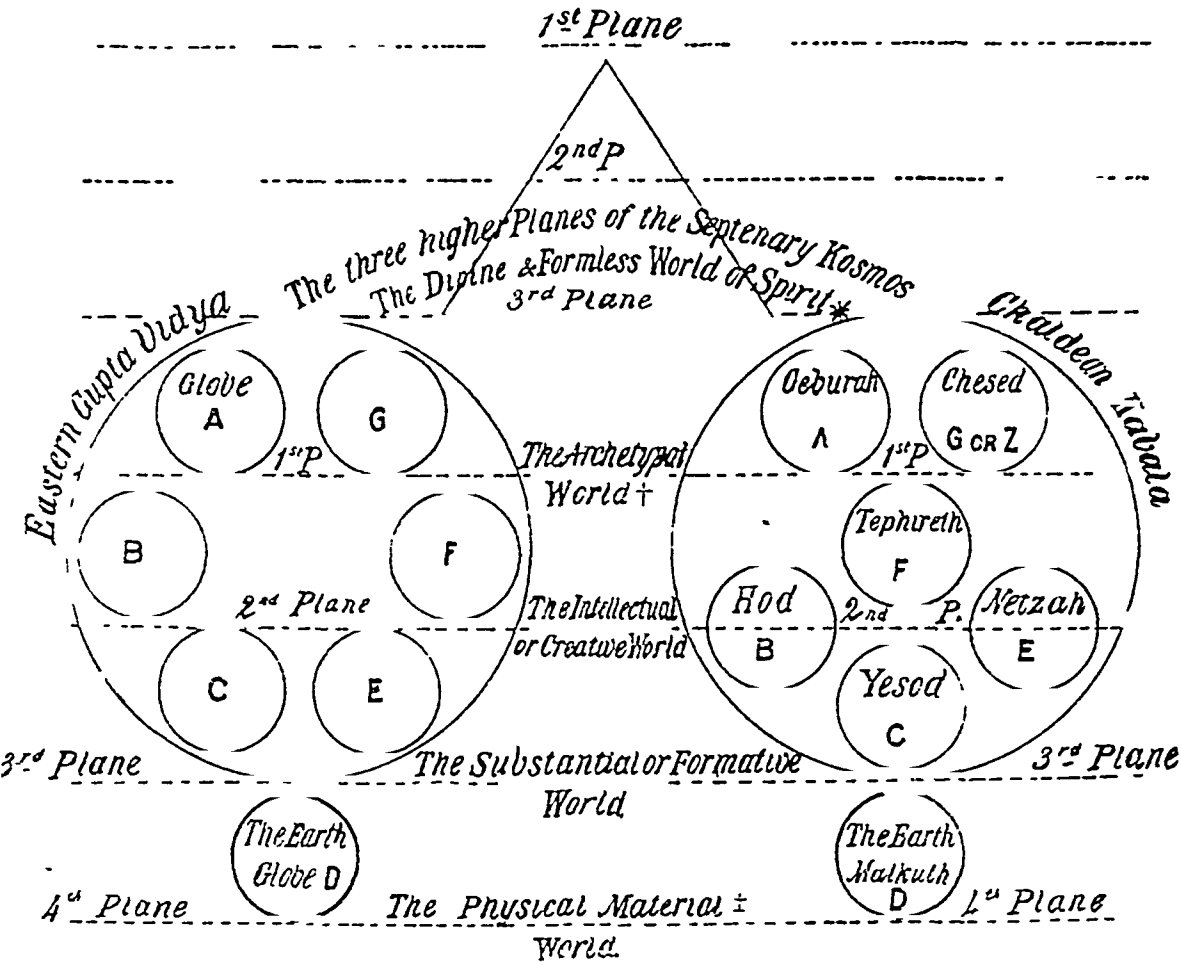 1st Plane
2nd P
The three higher Planes of the Septenary Kosmos
The Divine & Formless World of Spirit*
3rd Plane
Eastern Gupta Vidya
Chaldean Kabala
Globe
A
G
1st P
The Archetypal
World †
Geburah
A
Chesed
G OR Z
1st P
B
F
Tephireth
F
2nd Plane
The Intellectual
or Creative World
Hod
B
2nd P.
Netzah
E
C
E
Yesod
C
3rd Plane
The Substantial or Formative
World
3rd Plane
The Earth
Globe D
The Earth
Malkuth
D
4th Plane
The Physical Material ‡
World.
4th Plane